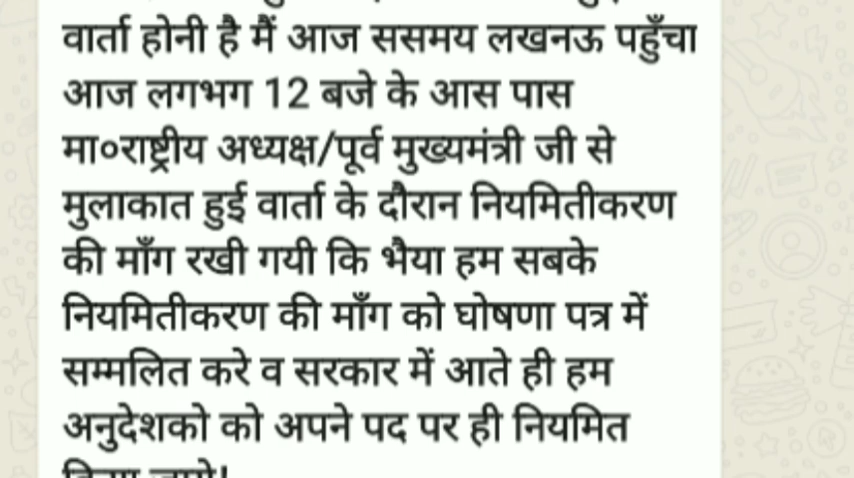 वार्ता होनी है मैं आज ससमय लखनऊ पहुँचा
आज लगभग 12 बजे के आस पास
मा०राष्ट्रीय अध्यक्ष/पूर्व मुख्यमंत्री जी से
मुलाकात हुई वार्ता के दौरान नियमितीकरण
की माँग रखी गयी कि भैया हम सबके
नियमितीकरण की माँग को घोषणा पत्र में
सम्मलित करे व सरकार में आते ही हम
अनुदेशको को अपने पद पर ही नियमित